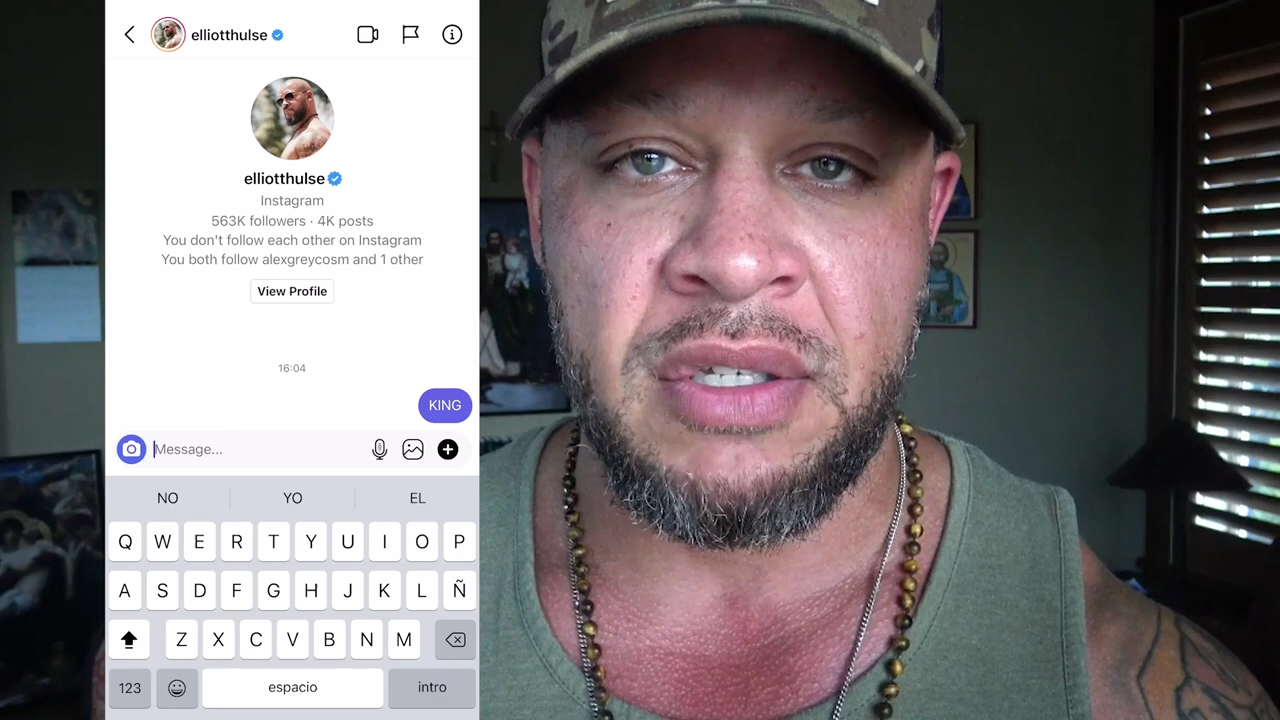 elliotthulse
elliotthulse
Instagram
563K followers · 4K posts
You don't follow each other on Instagram
You both follow alexgreycosm and 1 other
View Profile
16:04
KING
Message...
NO YO EL
Q W E R T Y U I O P
A S D F G H J K L Ñ
Z X C V B N M
123 espacio intro